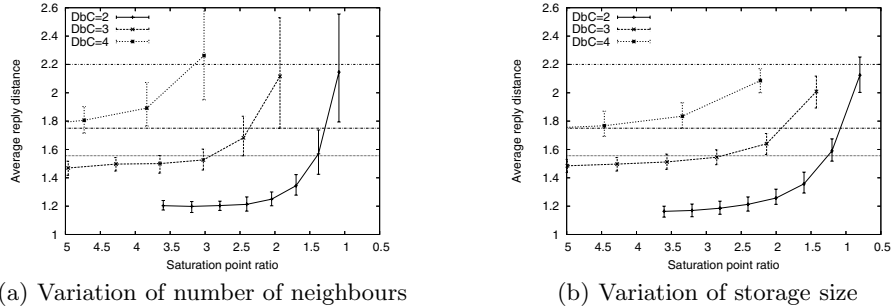 2.6
2.4
2.2
2
1.8
1.6
1.4
1.2
1
Average reply distance
DbC=2
DbC=3
DbC=4
5 4.5 4 3.5 3 2.5 2 1.5 1 0.5
Saturation point ratio
(a) Variation of number of neighbours
2.6
2.4
2.2
2
1.8
1.6
1.4
1.2
1
Average reply distance
DbC=2
DbC=3
DbC=4
5 4.5 4 3.5 3 2.5 2 1.5 1 0.5
Saturation point ratio
(b) Variation of storage size